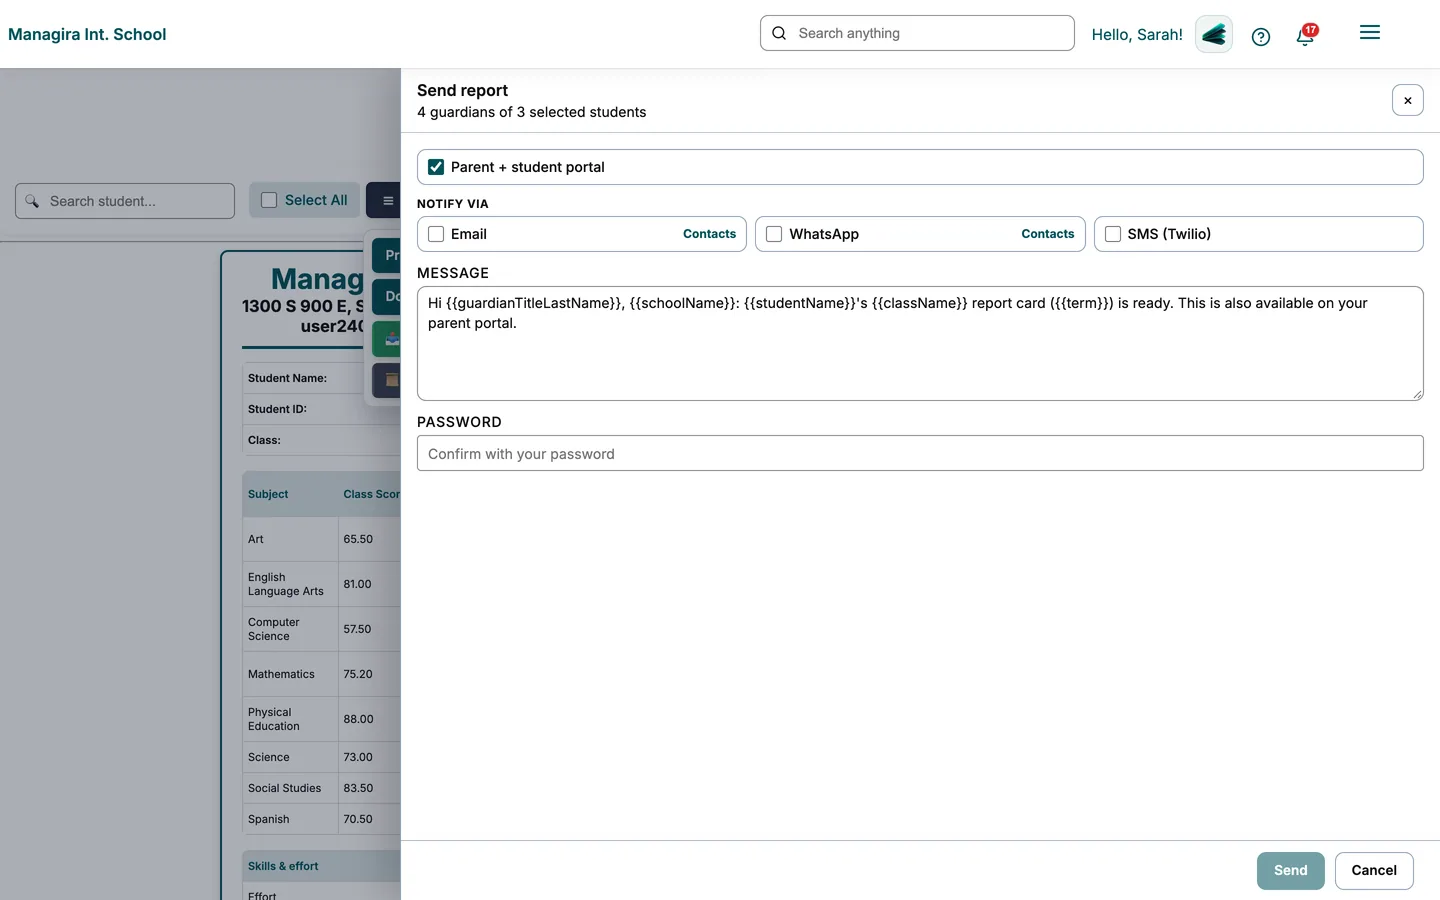 Managira Int. School
Search anything
Hello, Sarah!
17
Send report
4 guardians of 3 selected students
×
Parent + student portal
NOTIFY VIA
Email
Contacts
WhatsApp
Contacts
SMS (Twilio)
MESSAGE
Hi {{guardianTitleLastName}}, {{schoolName}}: {{studentName}}'s {{className}} report card ({{term}}) is ready. This is also available on your
parent portal.
PASSWORD
Confirm with your password
Send
Cancel
Search student...
Select All
1300 S 900 E, S
Student Name:
Student ID:
Class:
Subject
Class Scor
Art
65.50
English
Language Arts
81.00
Computer
Science
57.50
Mathematics
75.20
Physical
Education
88.00
Science
73.00
Social Studies
83.50
Spanish
70.50
Skills & effort
Effort